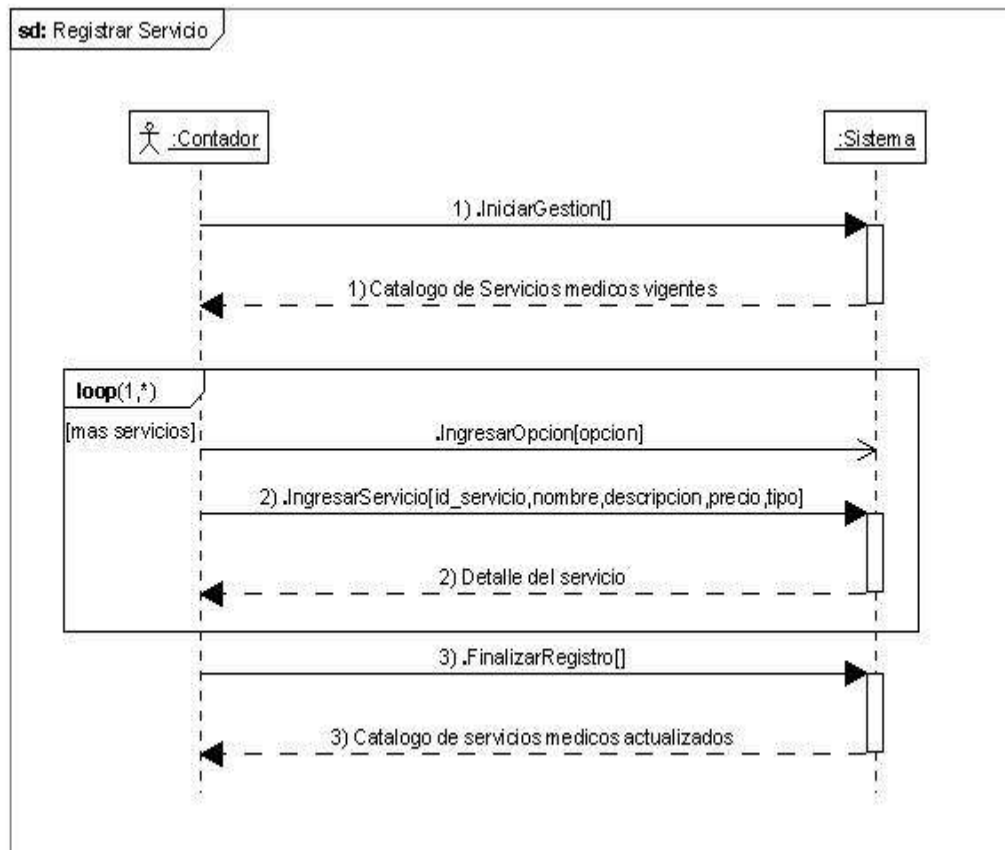 sd: Registrar Servicio
:Contador
:Sistema
1) .IniciarGestion[]
1) Catalogo de Servicios medicos vigentes
loop(1,*)
[mas servicios]
.IngresarOpcion[opcion]
2) .IngresarServicio[id_servicio,nombre,descripcion,precio,tipo]
2) Detalle del servicio
3) .FinalizarRegistro[]
3) Catalogo de servicios medicos actualizados